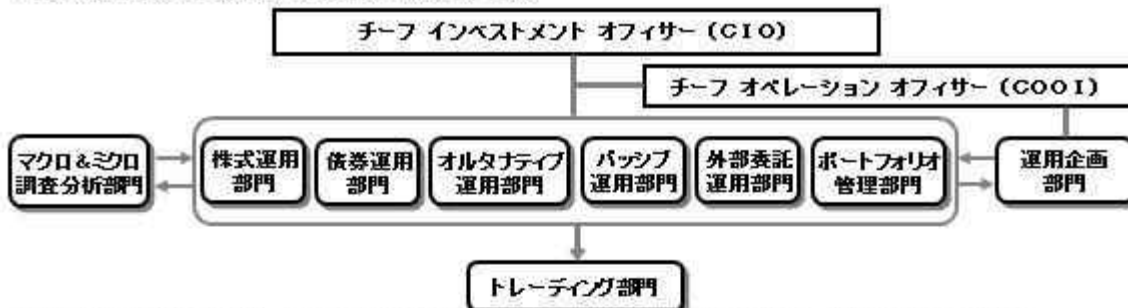 チーフ インベストメント オフィサー (CIO)
チーフ オペレーション オフィサー (COOI)
マクロ&ミクロ
調査分析部門
株式運用
部門
債券運用
部門
オルタナティブ
運用部門
パッシブ
運用部門
外部委託
運用部門
ポートフォリオ
管理部門
運用企画
部門
トレーディング部門